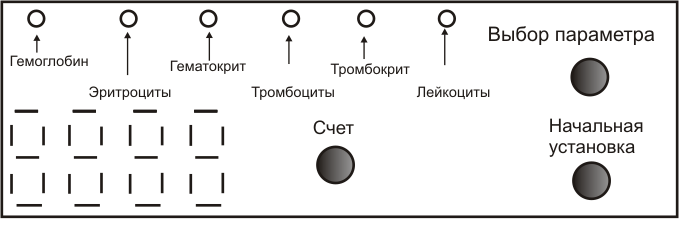 Гемоглобин
Эритроциты
Гематокрит
Тромбоциты
Тромбокрит
Лейкоциты
Выбор параметра
Счет
Начальная
установка